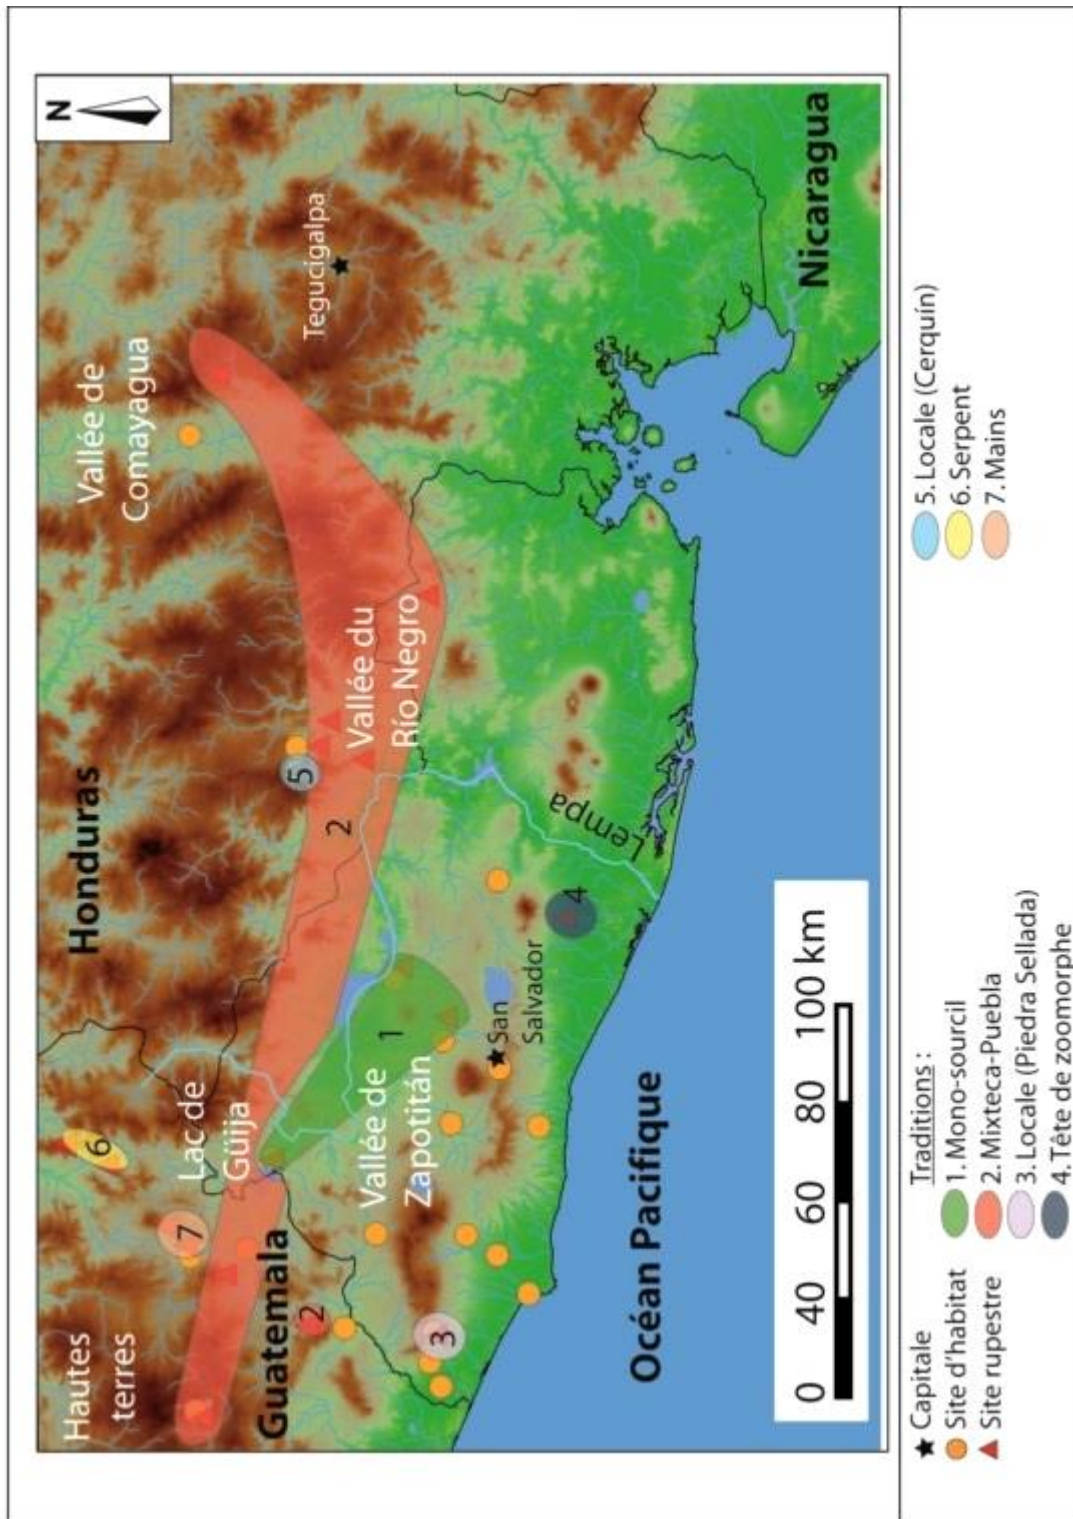 N
Hautes
terres
Honduras
Vallée de
Comayagua
Tegucigalpa
6
7
Lac de
Güija
5
2
Guatemala
2
Vallée du
Río Negro
Vallée de
Zapotitán
1
3
San
Salvador
4
Lempa
Océan Pacifique
Nicaragua
0 40 60 80 100 km
Capitale
Site d'habitat
Site rupestre
Traditions :
1. Mono-sourcil
2. Mixteca-Puebla
3. Locale (Piedra Sellada)
4. Tête de zoomorphe
5. Locale (Cerquín)
6. Serpent
7. Mains